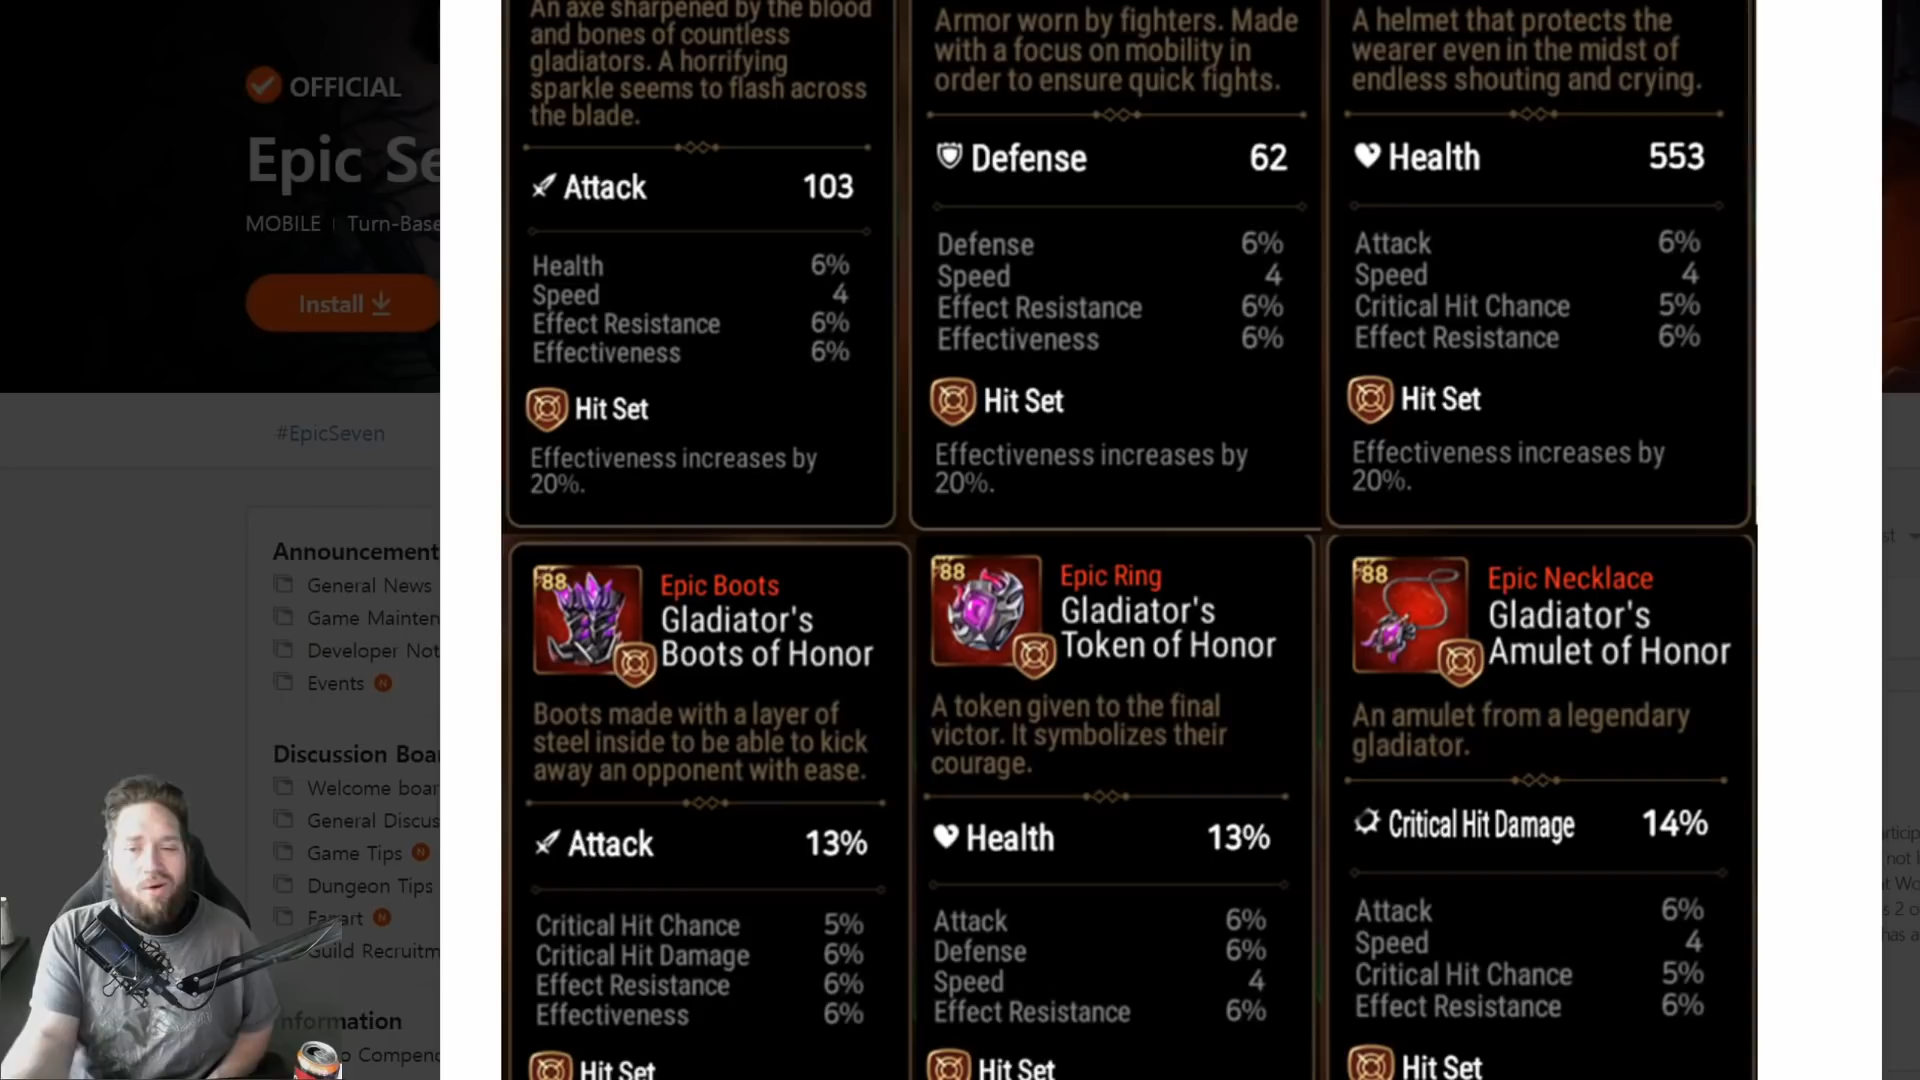 OFFICIAL
Epic Se
MOBILE | Turn-Base
Install
#EpicSeven
Announcement
General News
Game Mainten
Developer Not
Events N
Discussion Boa
Welcome boar
General Discus
Game Tips N
Dungeon Tips
Fanart N
Guild Recruitm
Information
o Compen
An axe sharpened by the blood
and bones of countless
gladiators. A horrifying
sparkle seems to flash across
the blade.
Attack 103
Health 6%
Speed 4
Effect Resistance 6%
Effectiveness 6%
Hit Set
Effectiveness increases by
20%.
Armor worn by fighters. Made
with a focus on mobility in
order to ensure quick fights.
Defense 62
Defense 6%
Speed 4
Effect Resistance 6%
Effectiveness 6%
Hit Set
Effectiveness increases by
20%.
A helmet that protects the
wearer even in the midst of
endless shouting and crying.
Health 553
Attack 6%
Speed 4
Critical Hit Chance 5%
Effect Resistance 6%
Hit Set
Effectiveness increases by
20%.
88
Epic Boots
Gladiator's
Boots of Honor
Boots made with a layer of
steel inside to be able to kick
away an opponent with ease.
Attack 13%
Critical Hit Chance 5%
Critical Hit Damage 6%
Effect Resistance 6%
Effectiveness 6%
Hit Set
88
Epic Ring
Gladiator's
Token of Honor
A token given to the final
victor. It symbolizes their
courage.
Health 13%
Attack 6%
Defense 6%
Speed 4
Effect Resistance 6%
Hit Set
88
Epic Necklace
Gladiator's
Amulet of Honor
An amulet from a legendary
gladiator.
Critical Hit Damage 14%
Attack 6%
Speed 4
Critical Hit Chance 5%
Effect Resistance 6%
Hit Set
st
articip
not l
t Wo
s 2 o
has a